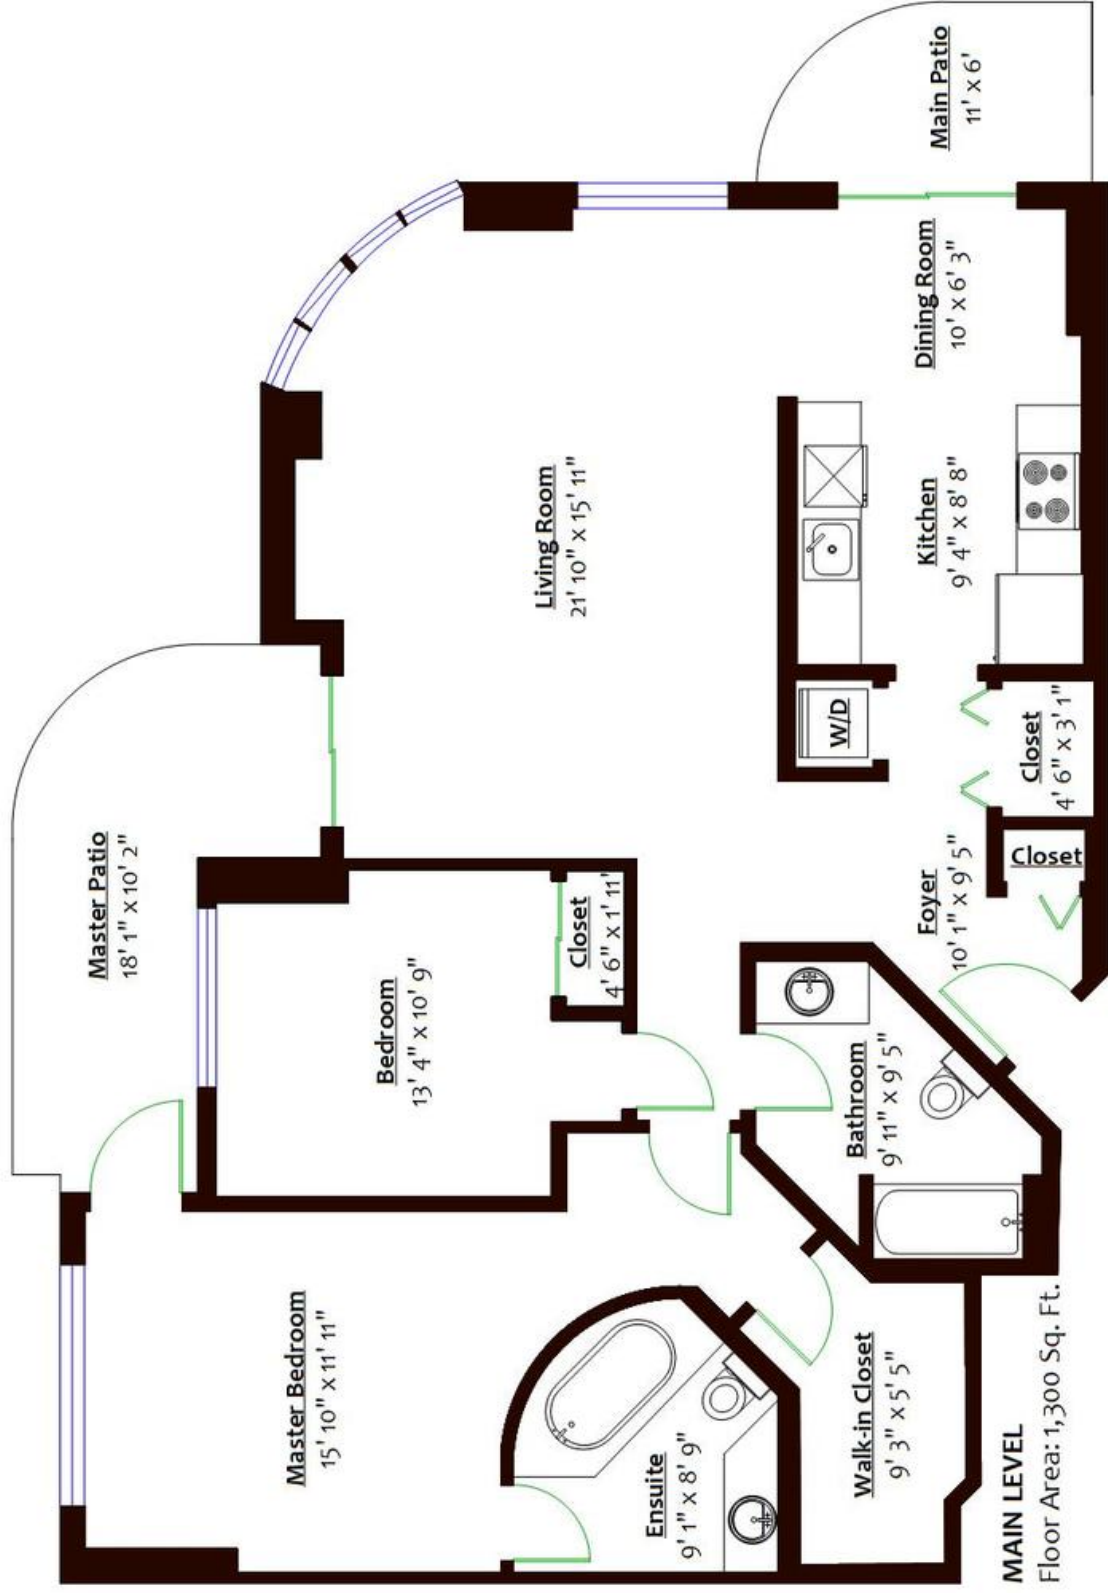 Master Patio
18' 1" x 10' 2"
Main Patio
11' x 6'
Master Bedroom
15' 10" x 11' 11"
Bedroom
13' 4" x 10' 9"
Living Room
21' 10" x 15' 11"
Closet
4' 6" x 1' 11'
Ensuite
9' 1" x 8' 9"
W/D
Walk-in Closet
9' 3" x 5' 5"
Bathroom
9' 11" x 9' 5"
Foyer
10' 1" x 9' 5"
Kitchen
9' 4" x 8' 8"
Dining Room
10' x 6' 3"
Closet
Closet
4' 6" x 3' 1"
MAIN LEVEL
Floor Area: 1,300 Sq. Ft.